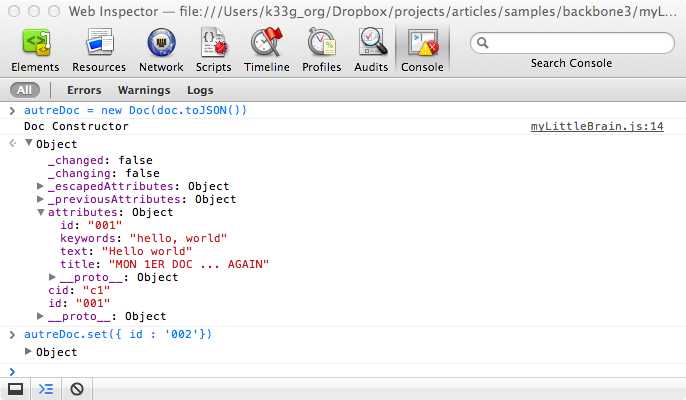 Web Inspector — file:///Users/k33g_org/Dropbox/projects/articles/samples/backbone3/myL...
Elements Resources Network Scripts Timeline Profiles Audits Console Search Console
All Errors Warnings Logs
> autreDoc = new Doc(doc.toJSON())
Doc Constructor myLittleBrain.js:14
Object
_changed: false
_changing: false
_escapedAttributes: Object
_previousAttributes: Object
attributes: Object
id: "001"
keywords: "hello, world"
text: "Hello world"
title: "MON 1ER DOC ... AGAIN"
__proto__: Object
cid: "c1"
id: "001"
__proto__: Object
> autreDoc.set({ id : '002'})
Object
>